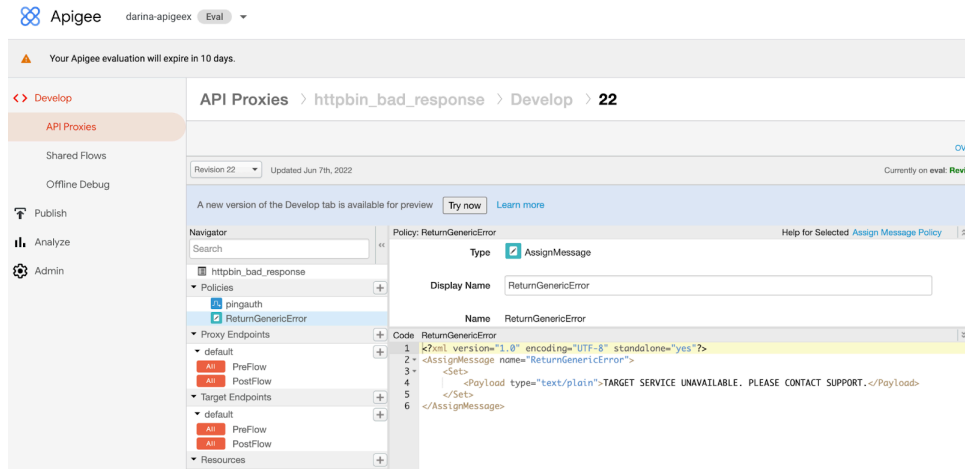 Apigee darina-apigeex Eval
Your Apigee evaluation will expire in 10 days.
Develop
API Proxies
Shared Flows
Offline Debug
Publish
Analyze
Admin
API Proxies > httpbin_bad_response > Develop > 22
OV
Revision 22 Updated Jun 7th, 2022 Currently on eval: Revi
A new version of the Develop tab is available for preview Try now Learn more
Navigator
Search
httpbin_bad_response
Policies
pingauth
ReturnGenericError
Proxy Endpoints
default
All PreFlow
All PostFlow
Target Endpoints
default
All PreFlow
All PostFlow
Resources
Policy: ReturnGenericError Help for Selected Assign Message Policy
Type AssignMessage
Display Name ReturnGenericError
Name ReturnGenericError
Code ReturnGenericError
1 <?xml version="1.0" encoding="UTF-8" standalone="yes"?>
2 <AssignMessage name="ReturnGenericError">
3 <Set>
4 <Payload type="text/plain">TARGET SERVICE UNAVAILABLE. PLEASE CONTACT SUPPORT.</Payload>
5 </Set>
6 </AssignMessage>